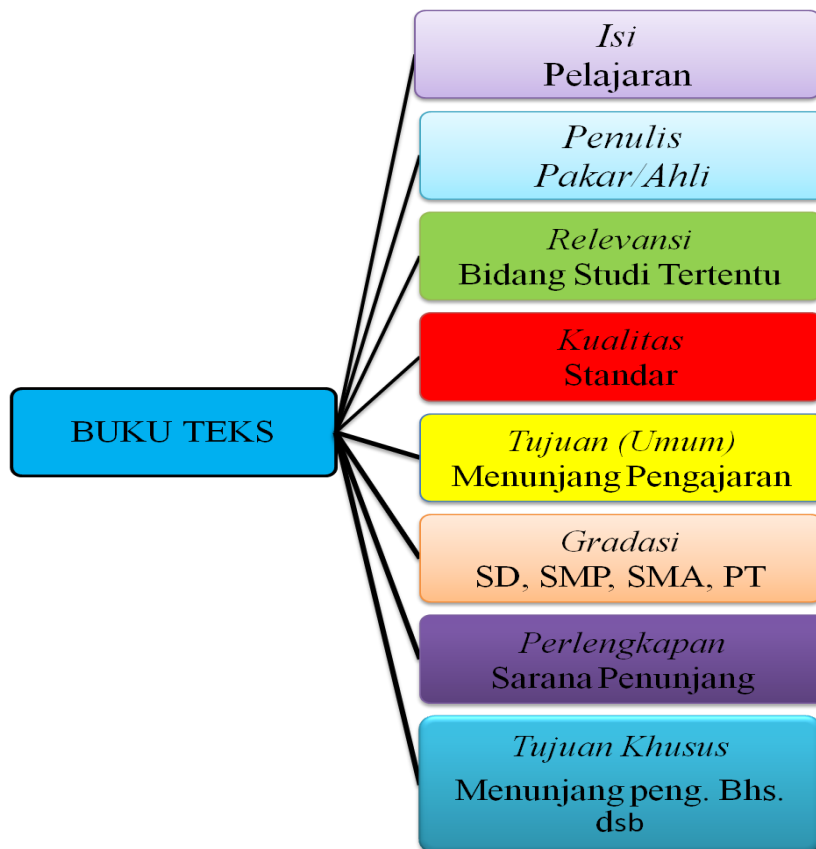 Isi
Pelajaran
Penulis
Pakar/Ahli
Relevansi
Bidang Studi Tertentu
Kualitas
Standar
BUKU TEKS
Tujuan (Umum)
Menunjang Pengajaran
Gradasi
SD, SMP, SMA, PT
Perlengkapan
Sarana Penunjang
Tujuan Khusus
Menunjang peng. Bhs.
dsb